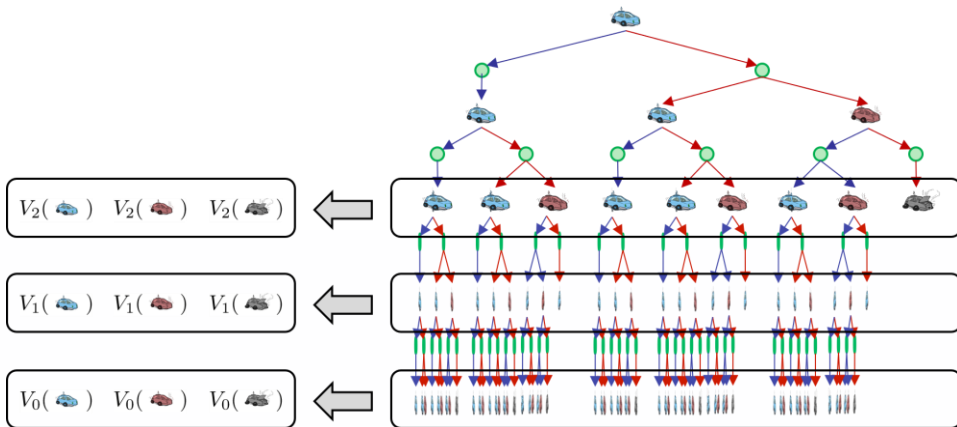 V₂( ) V₂( ) V₂( )
V₁( ) V₁( ) V₁( )
V₀( ) V₀( ) V₀( )